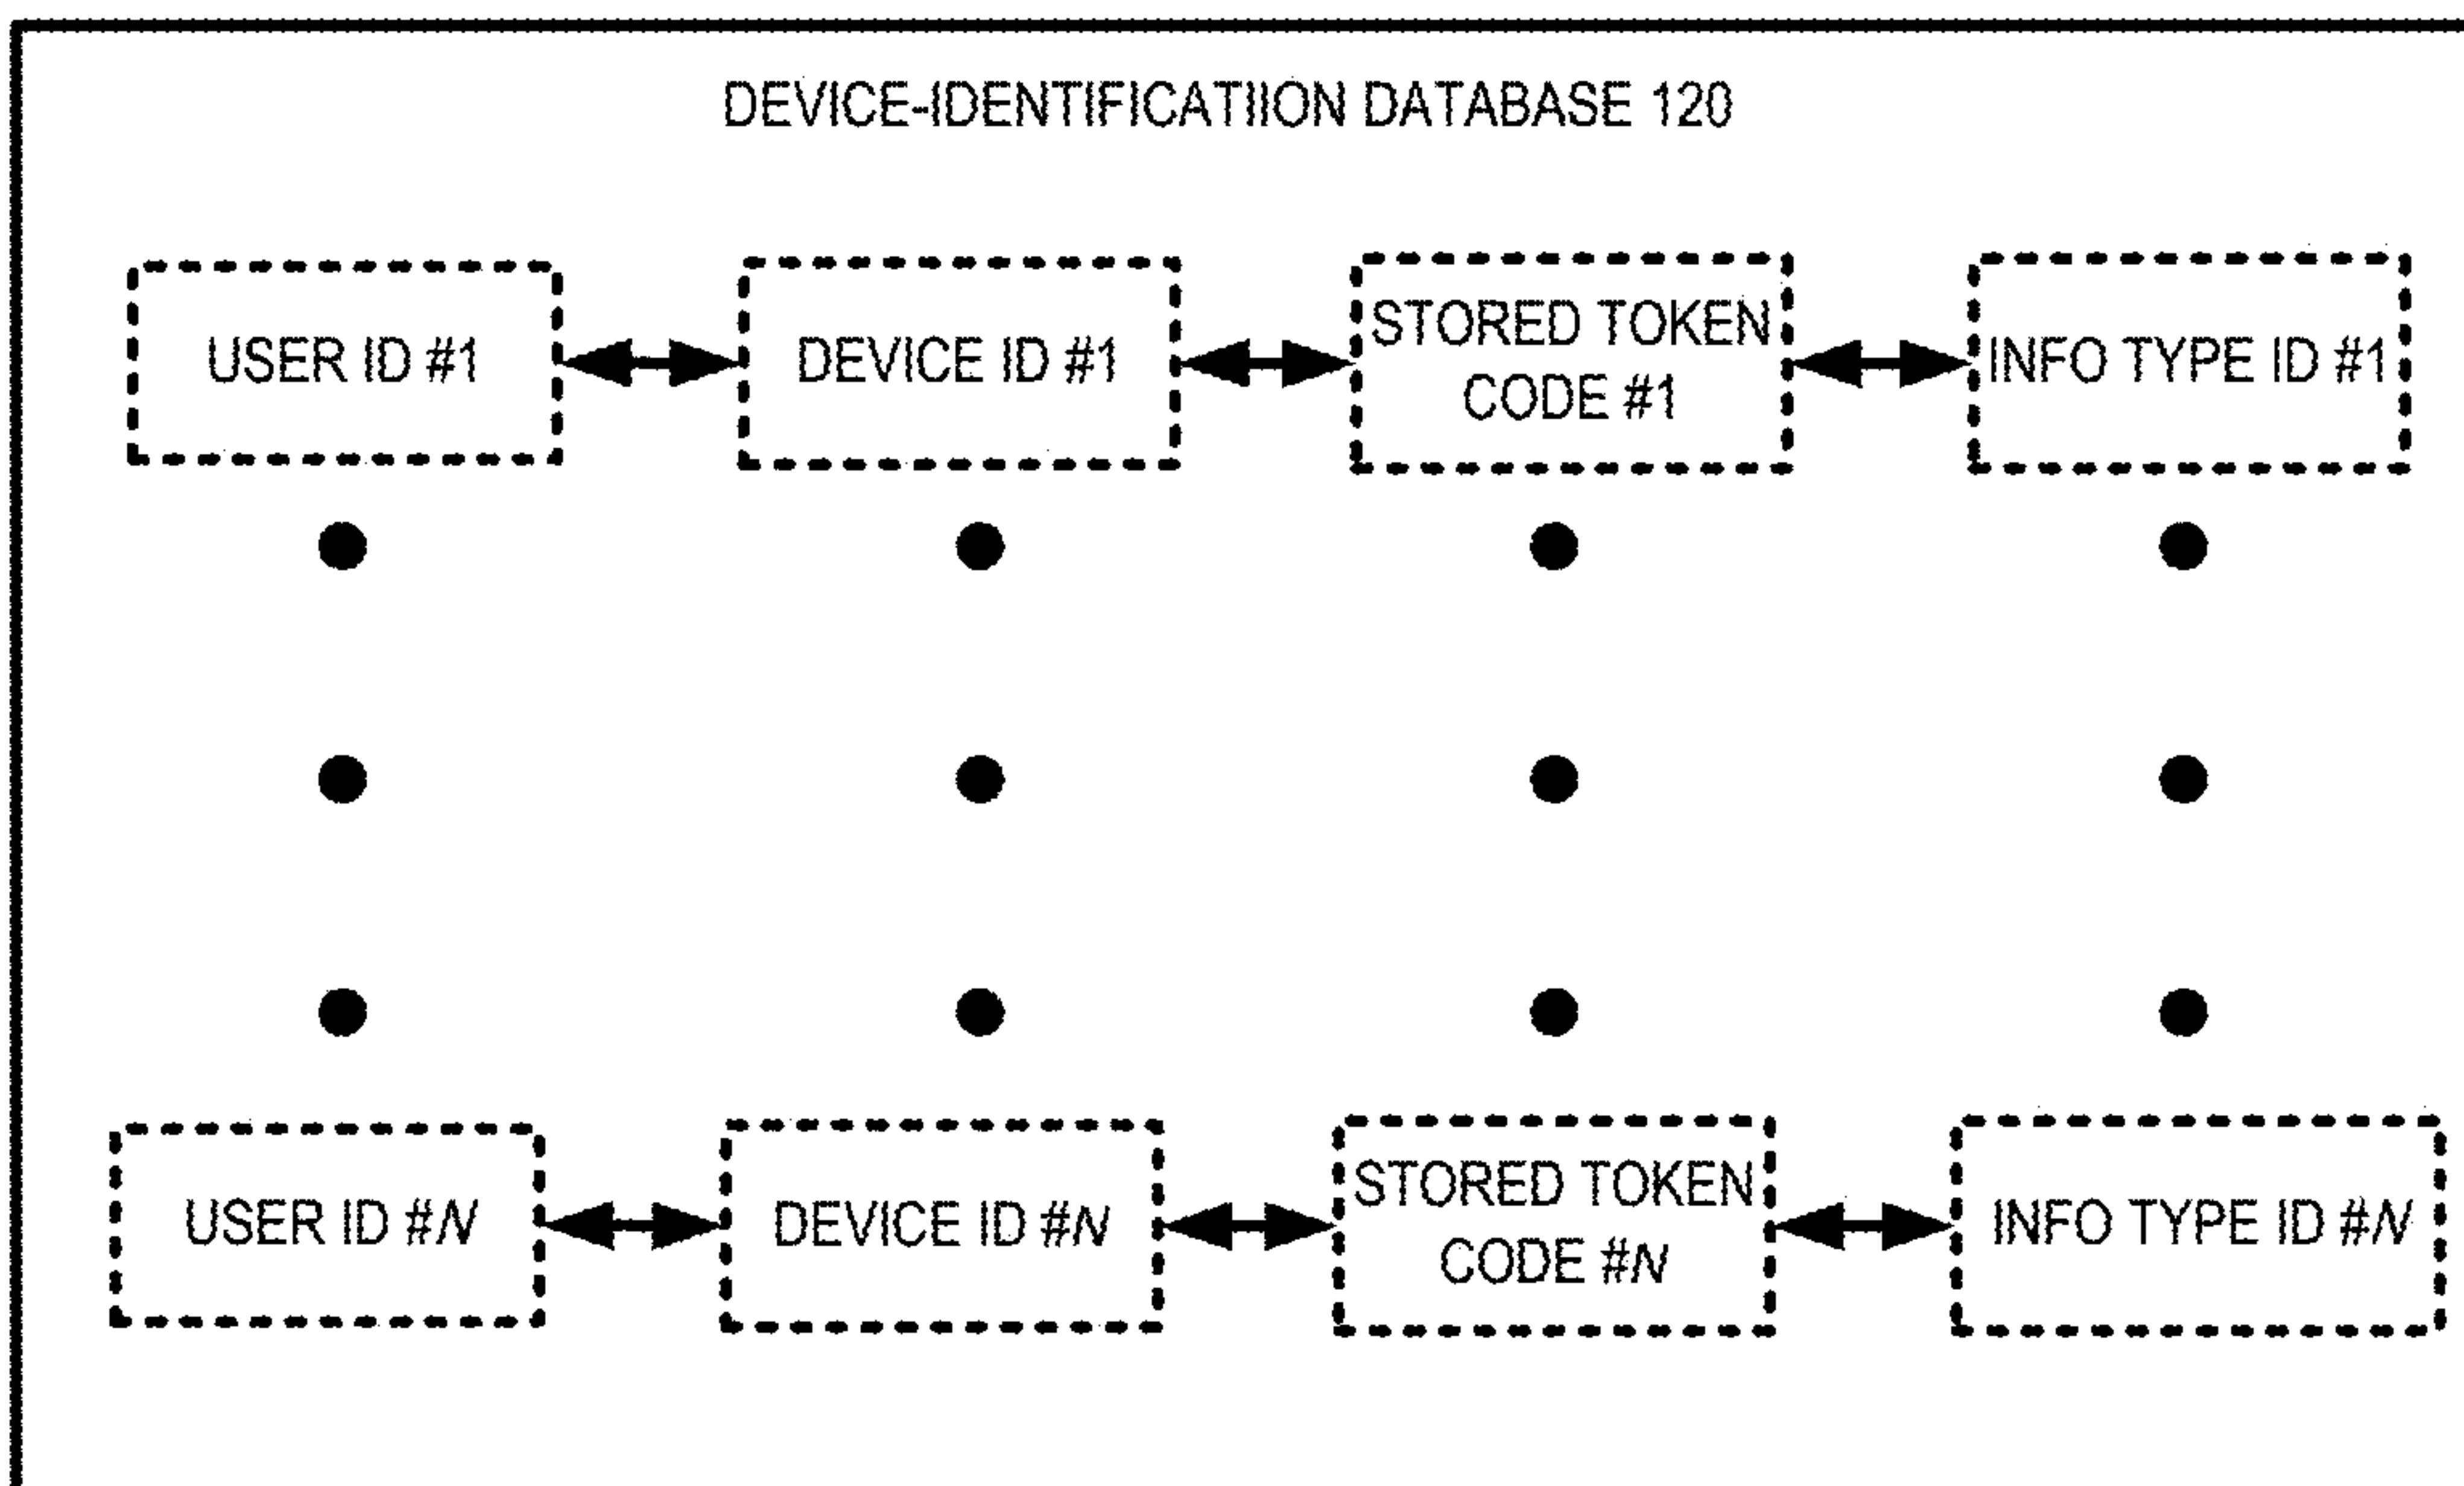 DEVICE-IDENTIFICATIION DATABASE 120
USER ID #1
DEVICE ID #1
STORED TOKEN
CODE #1
INFO TYPE ID #1
USER ID #N
DEVICE ID #N
STORED TOKEN
CODE #N
INFO TYPE ID #N